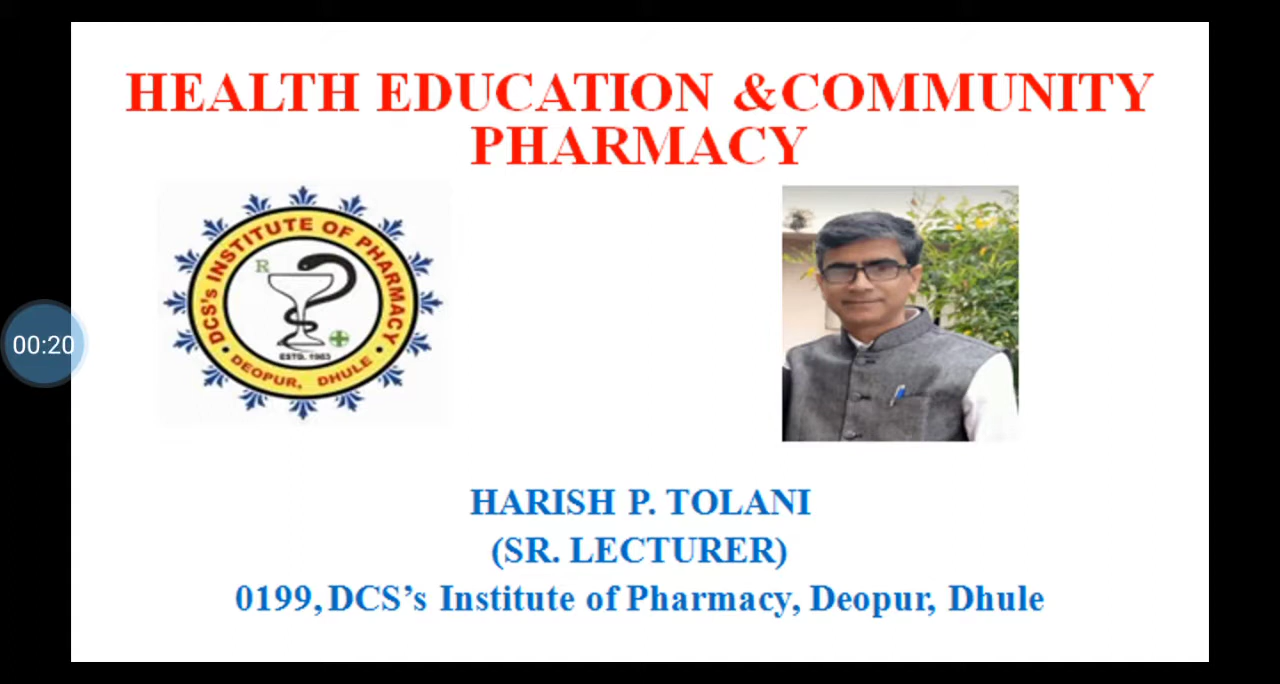 HEALTH EDUCATION &COMMUNITY
PHARMACY
DCS's INSTITUTE OF PHARMACY
R
ESTD. 1983
• DEOPUR, DHULE •
00:20
HARISH P. TOLANI
(SR. LECTURER)
0199, DCS’s Institute of Pharmacy, Deopur, Dhule